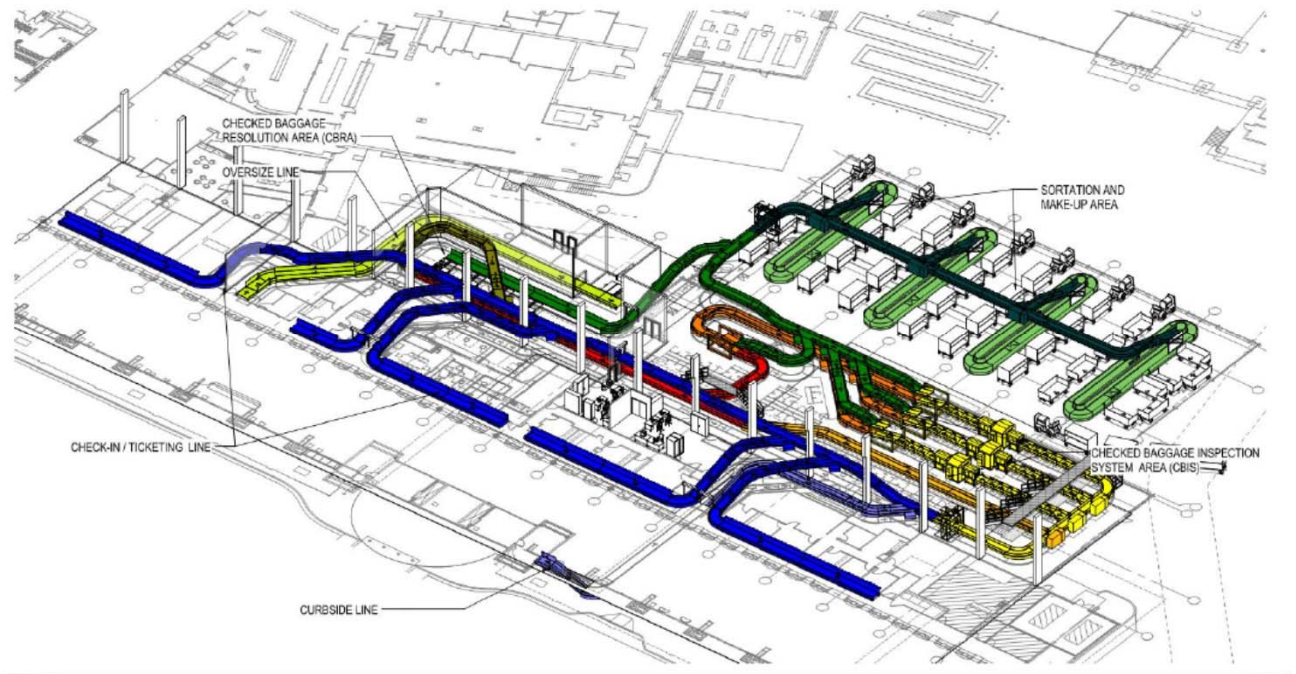 CHECKED BAGGAGE
RESOLUTION AREA (CBRA)
OVERSIZE LINE
SORTATION AND
MAKE-UP AREA
CHECK-IN / TICKETING LINE
CHECKED BAGGAGE INSPECTION
SYSTEM AREA (CBIS)
CURBSIDE LINE